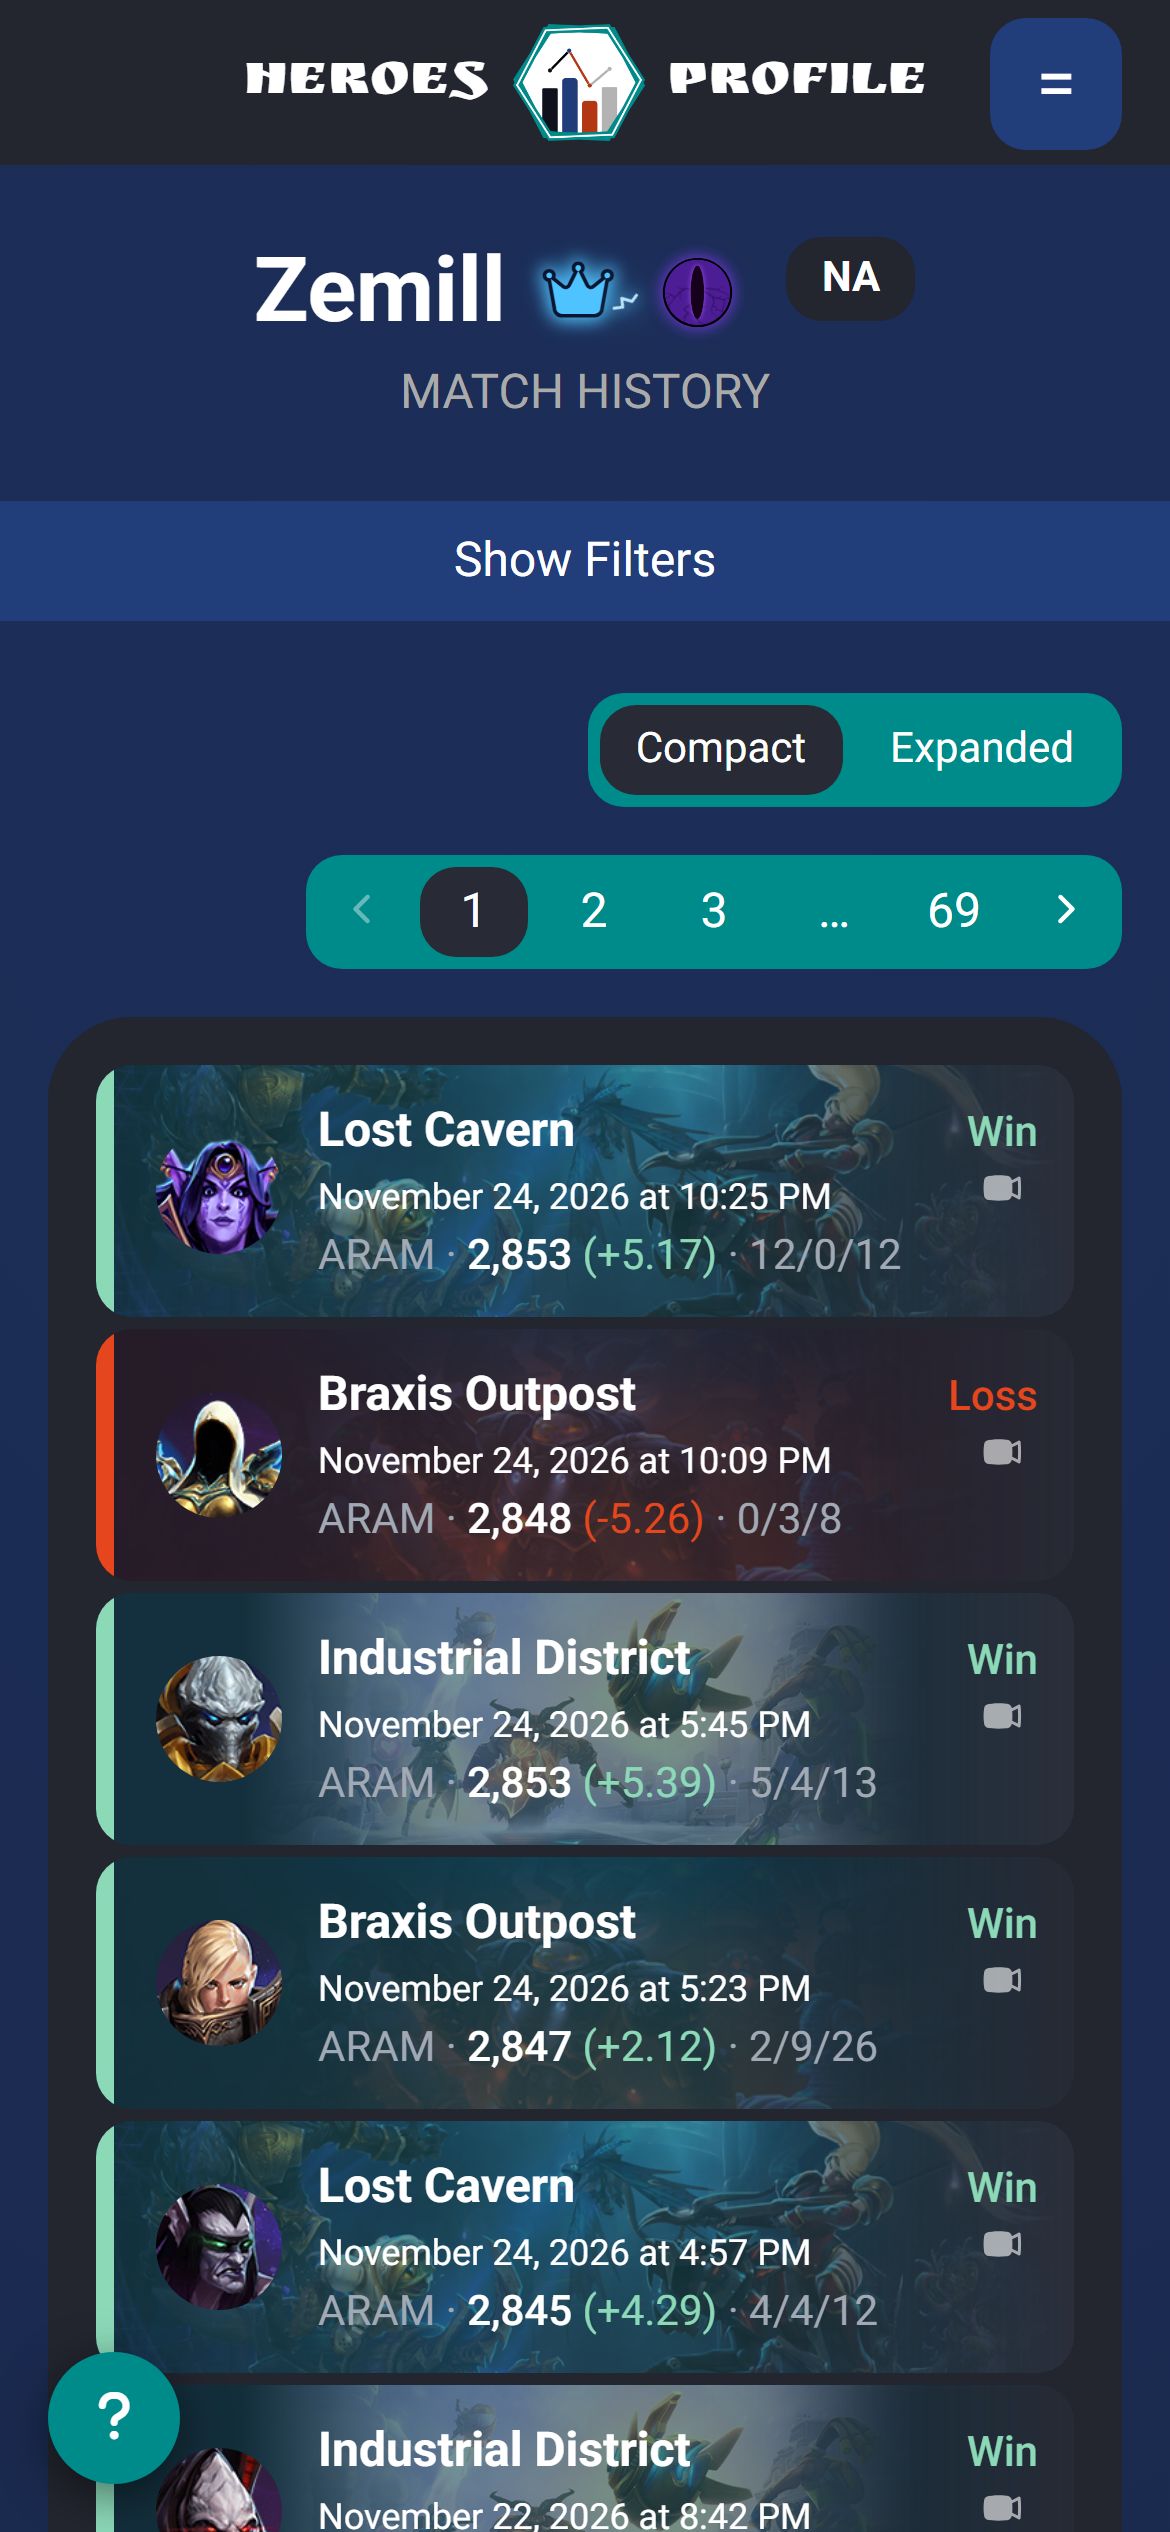 HEROES PROFILE
=
Zemill NA
MATCH HISTORY
Show Filters
Compact Expanded
1 2 3 ... 69
Lost Cavern
Win
November 24, 2026 at 10:25 PM
ARAM · 2,853 (+5.17) · 12/0/12
Braxis Outpost
Loss
November 24, 2026 at 10:09 PM
ARAM · 2,848 (-5.26) · 0/3/8
Industrial District
Win
November 24, 2026 at 5:45 PM
ARAM · 2,853 (+5.39) · 5/4/13
Braxis Outpost
Win
November 24, 2026 at 5:23 PM
ARAM · 2,847 (+2.12) · 2/9/26
Lost Cavern
Win
November 24, 2026 at 4:57 PM
ARAM · 2,845 (+4.29) · 4/4/12
?
Industrial District
Win
November 22, 2026 at 8:42 PM